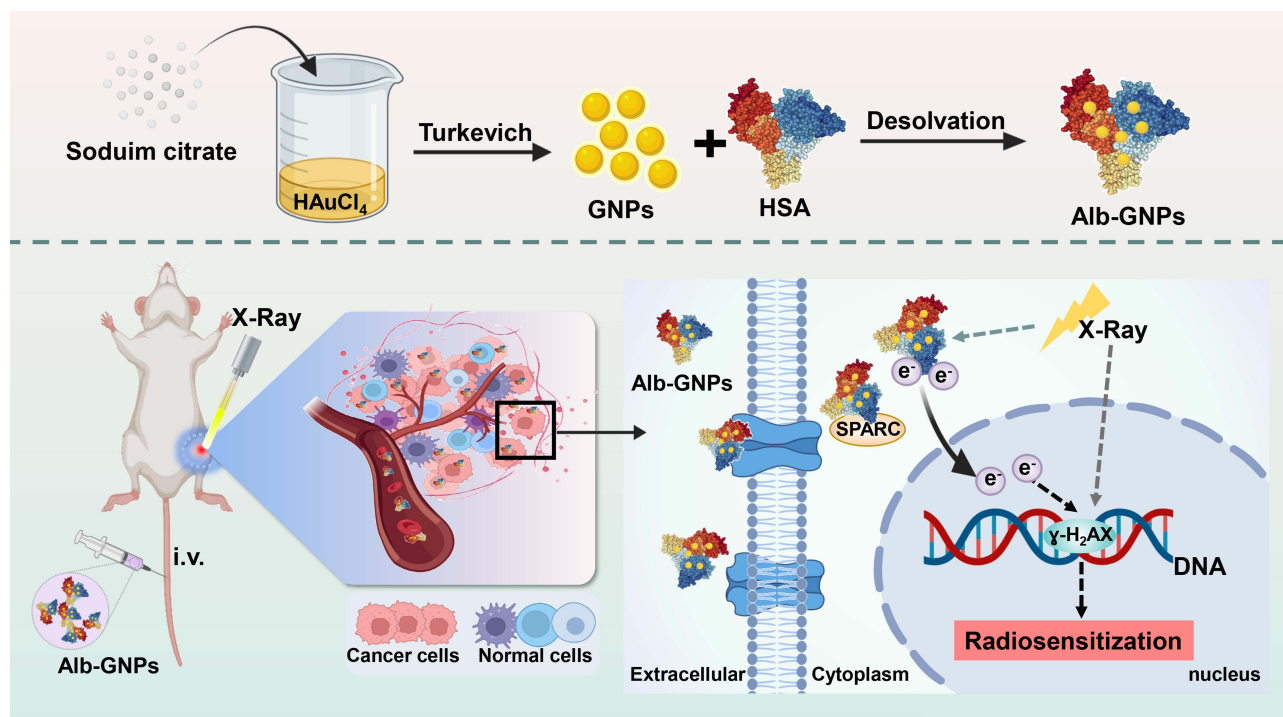 Soduim citrate
HAuCl₄
Turkevich
GNPs
HSA
Desolvation
Alb-GNPs
X-Ray
i.v.
Alb-GNPs
Cancer cells
Normal cells
Alb-GNPs
SPARC
e⁻
e⁻
X-Ray
e⁻
e⁻
γ-H₂AX
DNA
Radiosensitization
Extracellular
Cytoplasm
nucleus